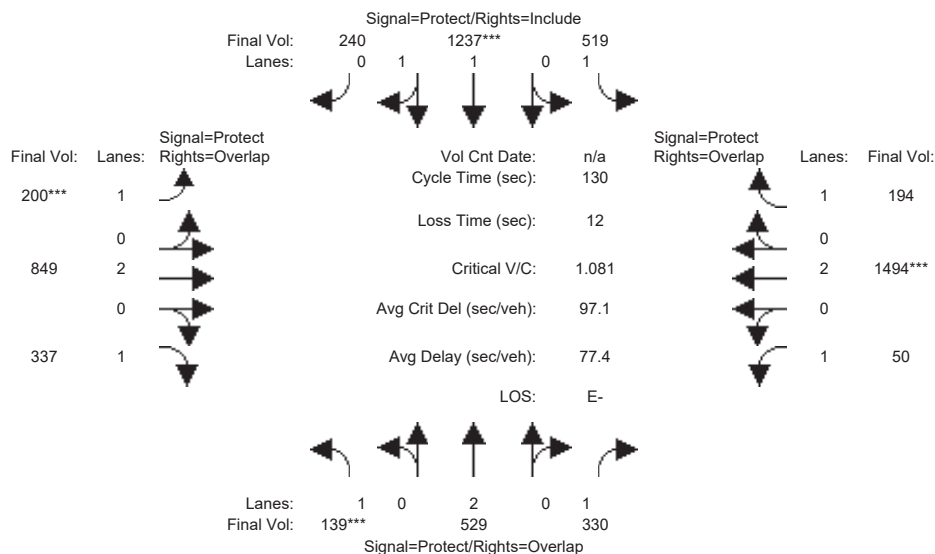 Signal=Protect/Rights=Include
Final Vol: 240 1237*** 519
Lanes: 0 1 1 0 1
Signal=Protect Signal=Protect
Final Vol: Lanes: Rights=Overlap Vol Cnt Date: n/a Rights=Overlap Lanes: Final Vol:
Cycle Time (sec): 130
200*** 1 1 194
Loss Time (sec): 12
0 0
849 2 Critical V/C: 1.081 2 1494***
0 Avg Crit Del (sec/veh): 97.1 0
337 1 Avg Delay (sec/veh): 77.4 1 50
LOS: E-
Lanes: 1 0 2 0 1
Final Vol: 139*** 529 330
Signal=Protect/Rights=Overlap